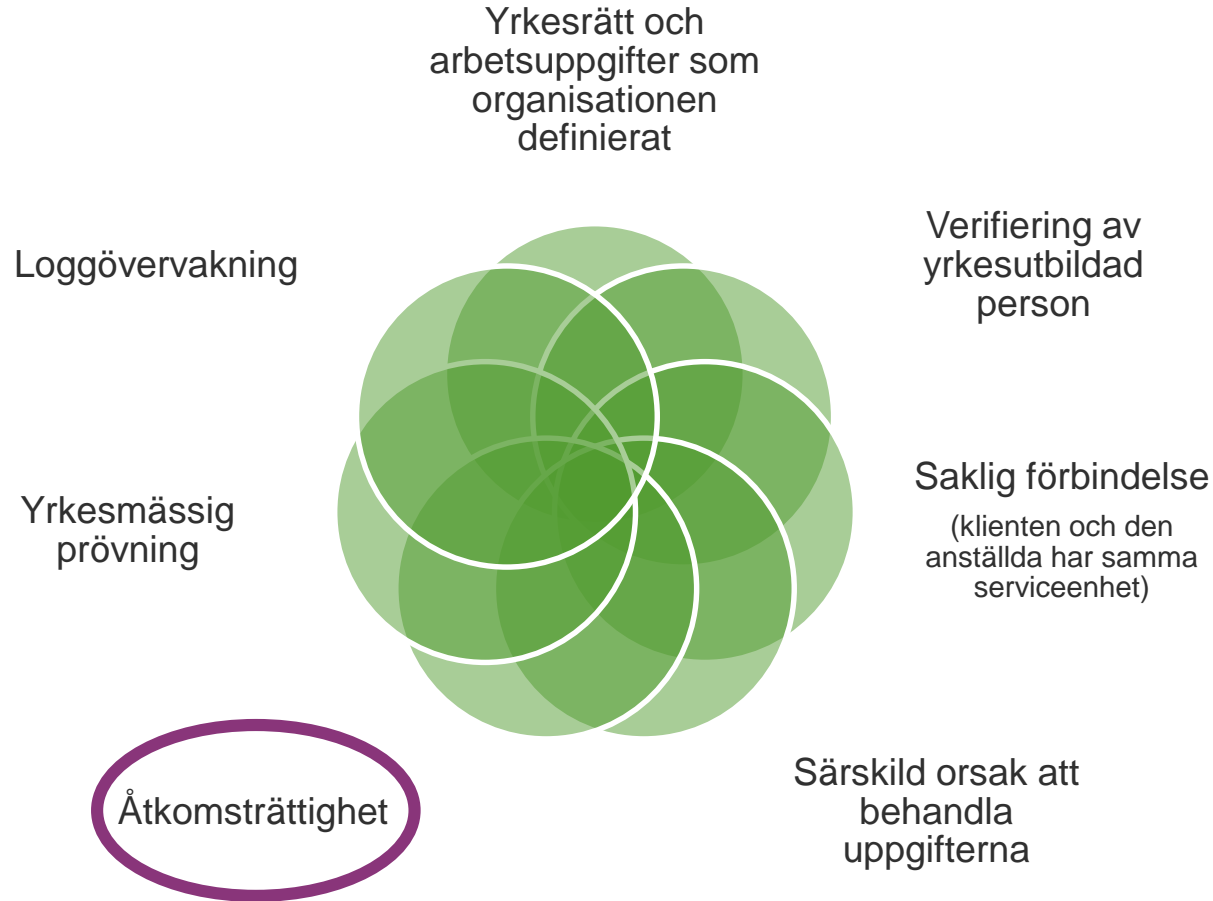 Yrkesrätt och
arbetsuppgifter som
organisationen
definierat
Verifiering av
yrkesutbildad
person
Saklig förbindelse
(klienten och den
anställda har samma
serviceenhet)
Särskild orsak att
behandla
uppgifterna
Åtkomsträttighet
Yrkesmässig
prövning
Loggövervakning